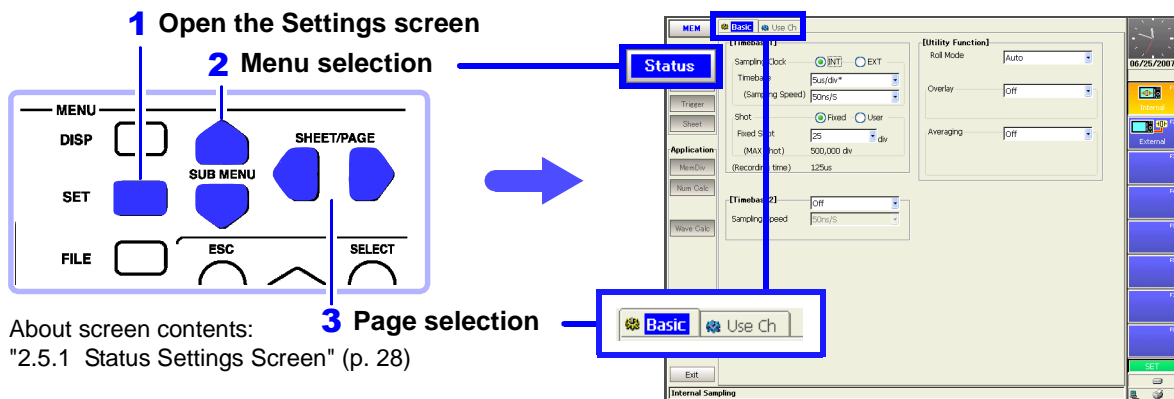 1 Open the Settings screen
2 Menu selection
MENU
DISP
SET
FILE
SUB MENU
SHEET/PAGE
ESC
SELECT
3 Page selection
About screen contents:
"2.5.1 Status Settings Screen" (p. 28)
MEM
Basic
Use Ch
Status
Trigger
Sheet
Application
MemDiv
Num Calc
Wave Calc
Exit
Sampling Clock INT EXT
Timebase 5us/div*
(Sampling Speed) 50ns/S
Shot Fixed User
Fixed Shot 25 div
(MAX Shot) 500,000 div
(Recording time) 125us
[Timebase2] Off
Sampling Speed 50ns/S
[Utility Function]
Roll Mode Auto
Overlay Off
Averaging Off
Basic Use Ch
Internal Sampling
06/25/2007
Internal
External
SET